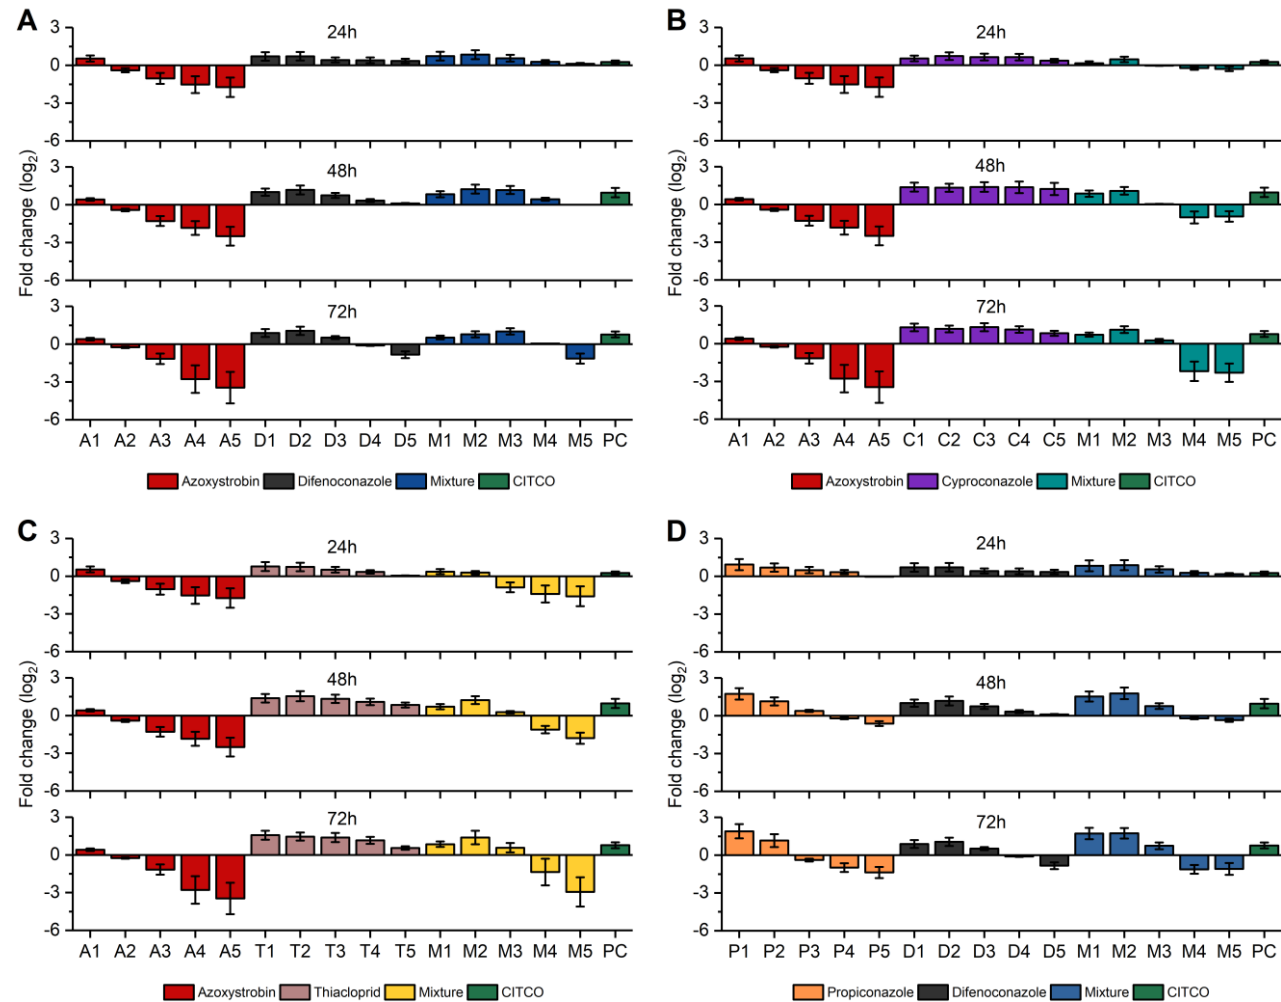 A
24h
3
0
-3
-6
48h
3
0
-3
-6
72h
3
0
-3
-6
Fold change (log2)
A1 A2 A3 A4 A5 D1 D2 D3 D4 D5 M1 M2 M3 M4 M5 PC
Azoxystrobin Difenoconazole Mixture CITCO
B
24h
3
0
-3
-6
48h
3
0
-3
-6
72h
3
0
-3
-6
Fold change (log2)
A1 A2 A3 A4 A5 C1 C2 C3 C4 C5 M1 M2 M3 M4 M5 PC
Azoxystrobin Cyproconazole Mixture CITCO
C
24h
3
0
-3
-6
48h
3
0
-3
-6
72h
3
0
-3
-6
Fold change (log2)
A1 A2 A3 A4 A5 T1 T2 T3 T4 T5 M1 M2 M3 M4 M5 PC
Azoxystrobin Thiacloprid Mixture CITCO
D
24h
3
0
-3
-6
48h
3
0
-3
-6
72h
3
0
-3
-6
Fold change (log2)
P1 P2 P3 P4 P5 D1 D2 D3 D4 D5 M1 M2 M3 M4 M5 PC
Propiconazole Difenoconazole Mixture CITCO